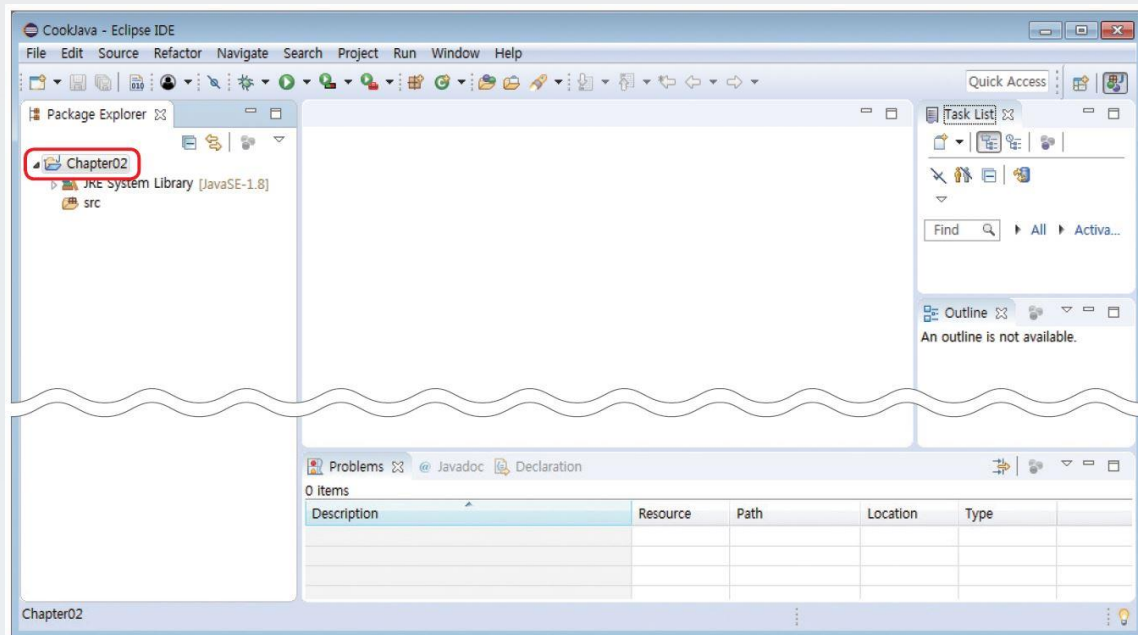 CookJava - Eclipse IDE
File Edit Source Refactor Navigate Search Project Run Window Help
Quick Access
Package Explorer
Task List
Chapter02
JRE System Library [JavaSE-1.8]
src
Find All Activa...
Outline
An outline is not available.
Problems @ Javadoc Declaration
0 items
Description Resource Path Location Type
Chapter02